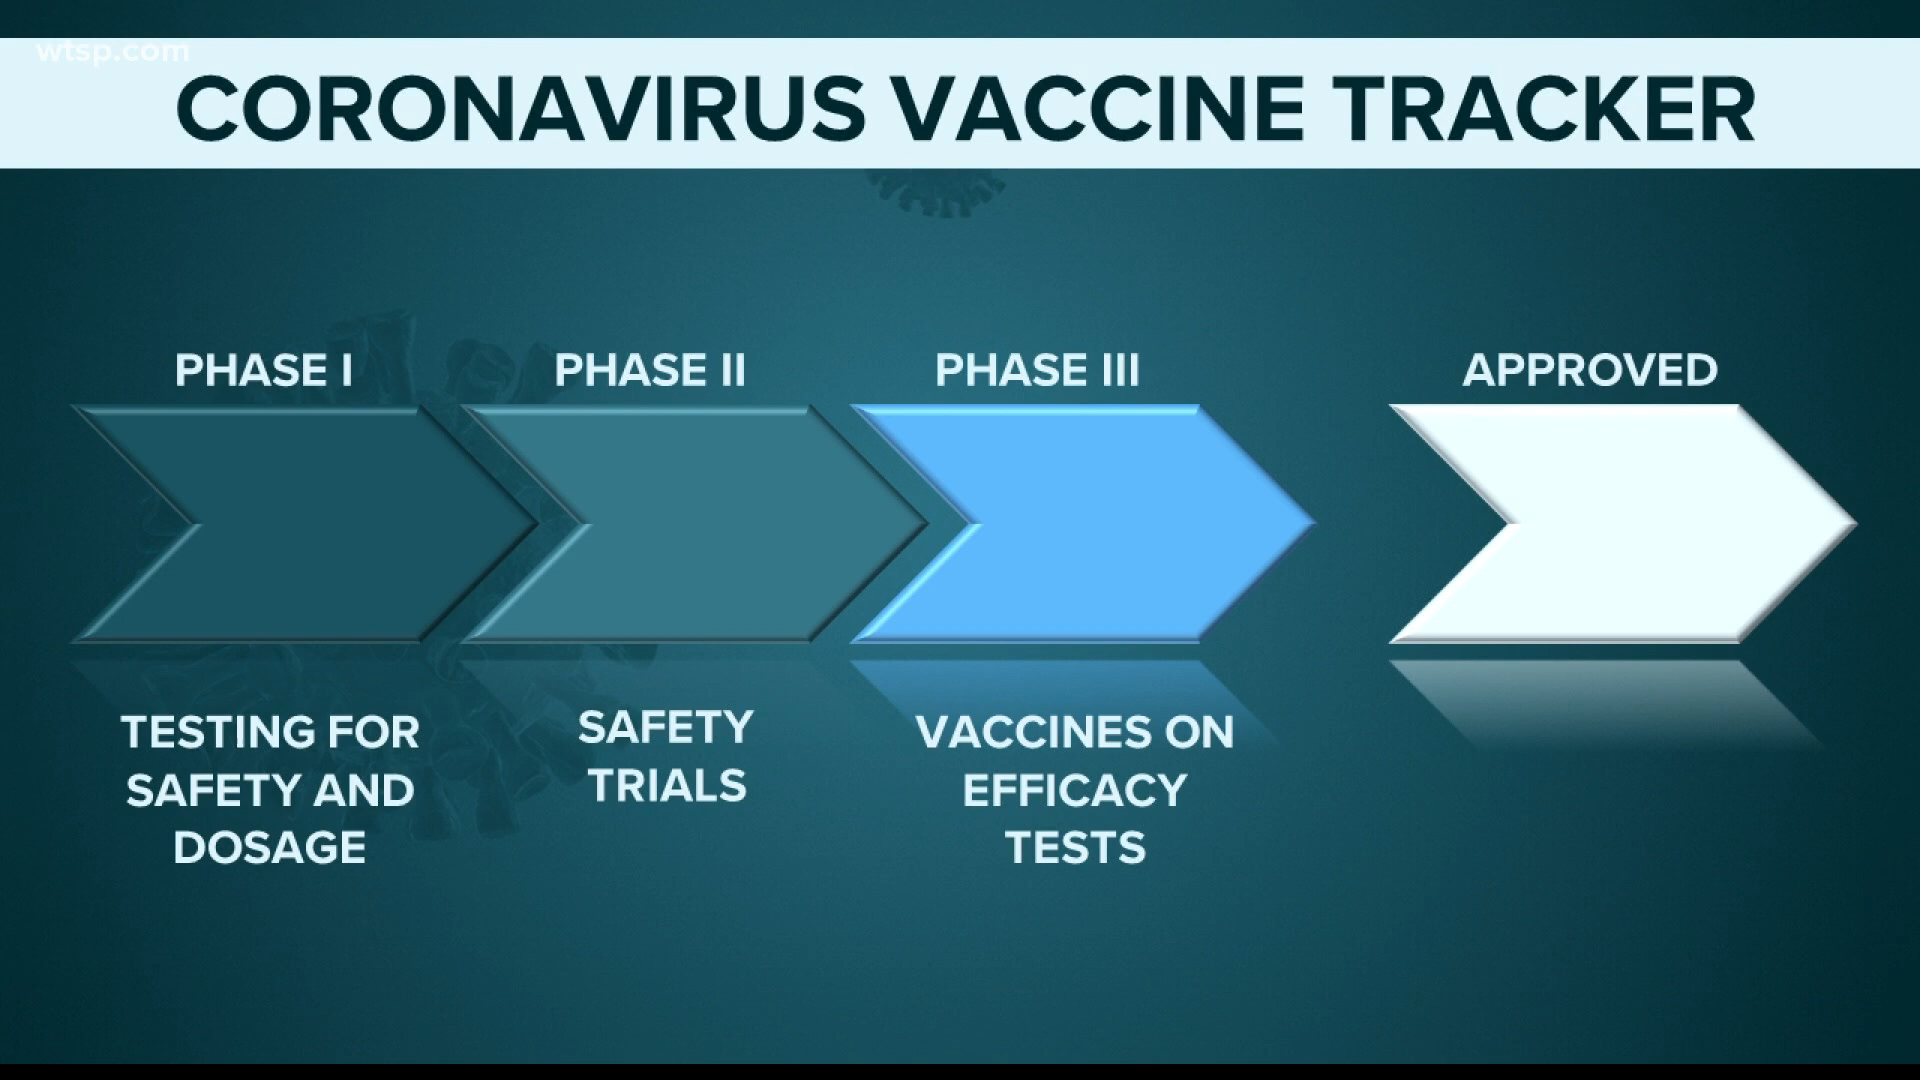 wtsp.com
CORONAVIRUS VACCINE TRACKER
PHASE I
PHASE II
PHASE III
APPROVED
TESTING FOR
SAFETY AND
DOSAGE
SAFETY
TRIALS
VACCINES ON
EFFICACY
TESTS